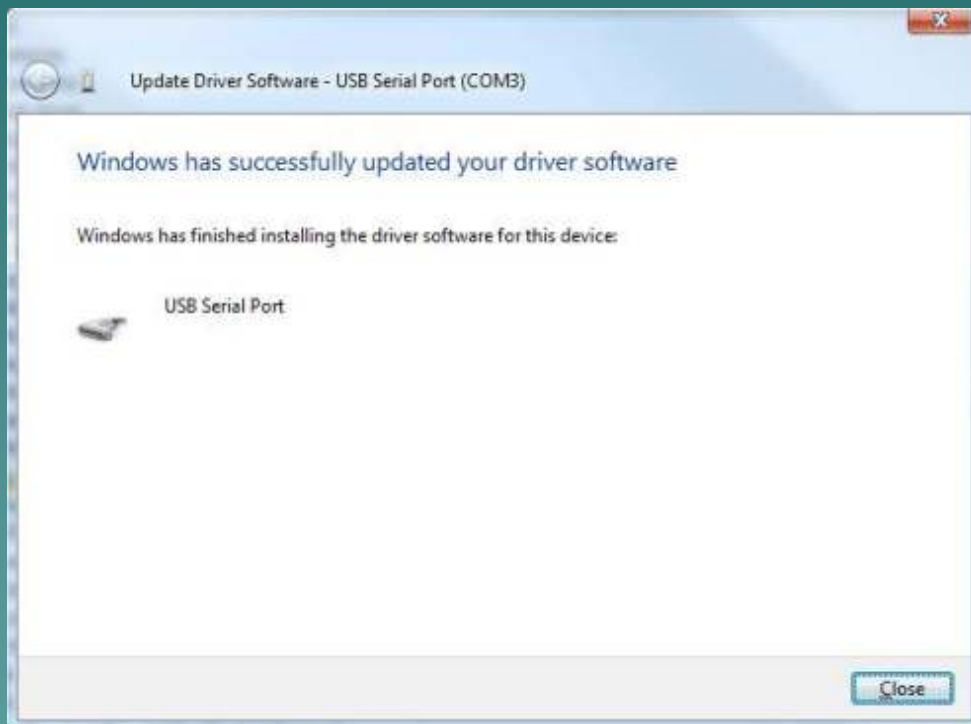 Update Driver Software - USB Serial Port (COM3)
Windows has successfully updated your driver software
Windows has finished installing the driver software for this device:
USB Serial Port
Close